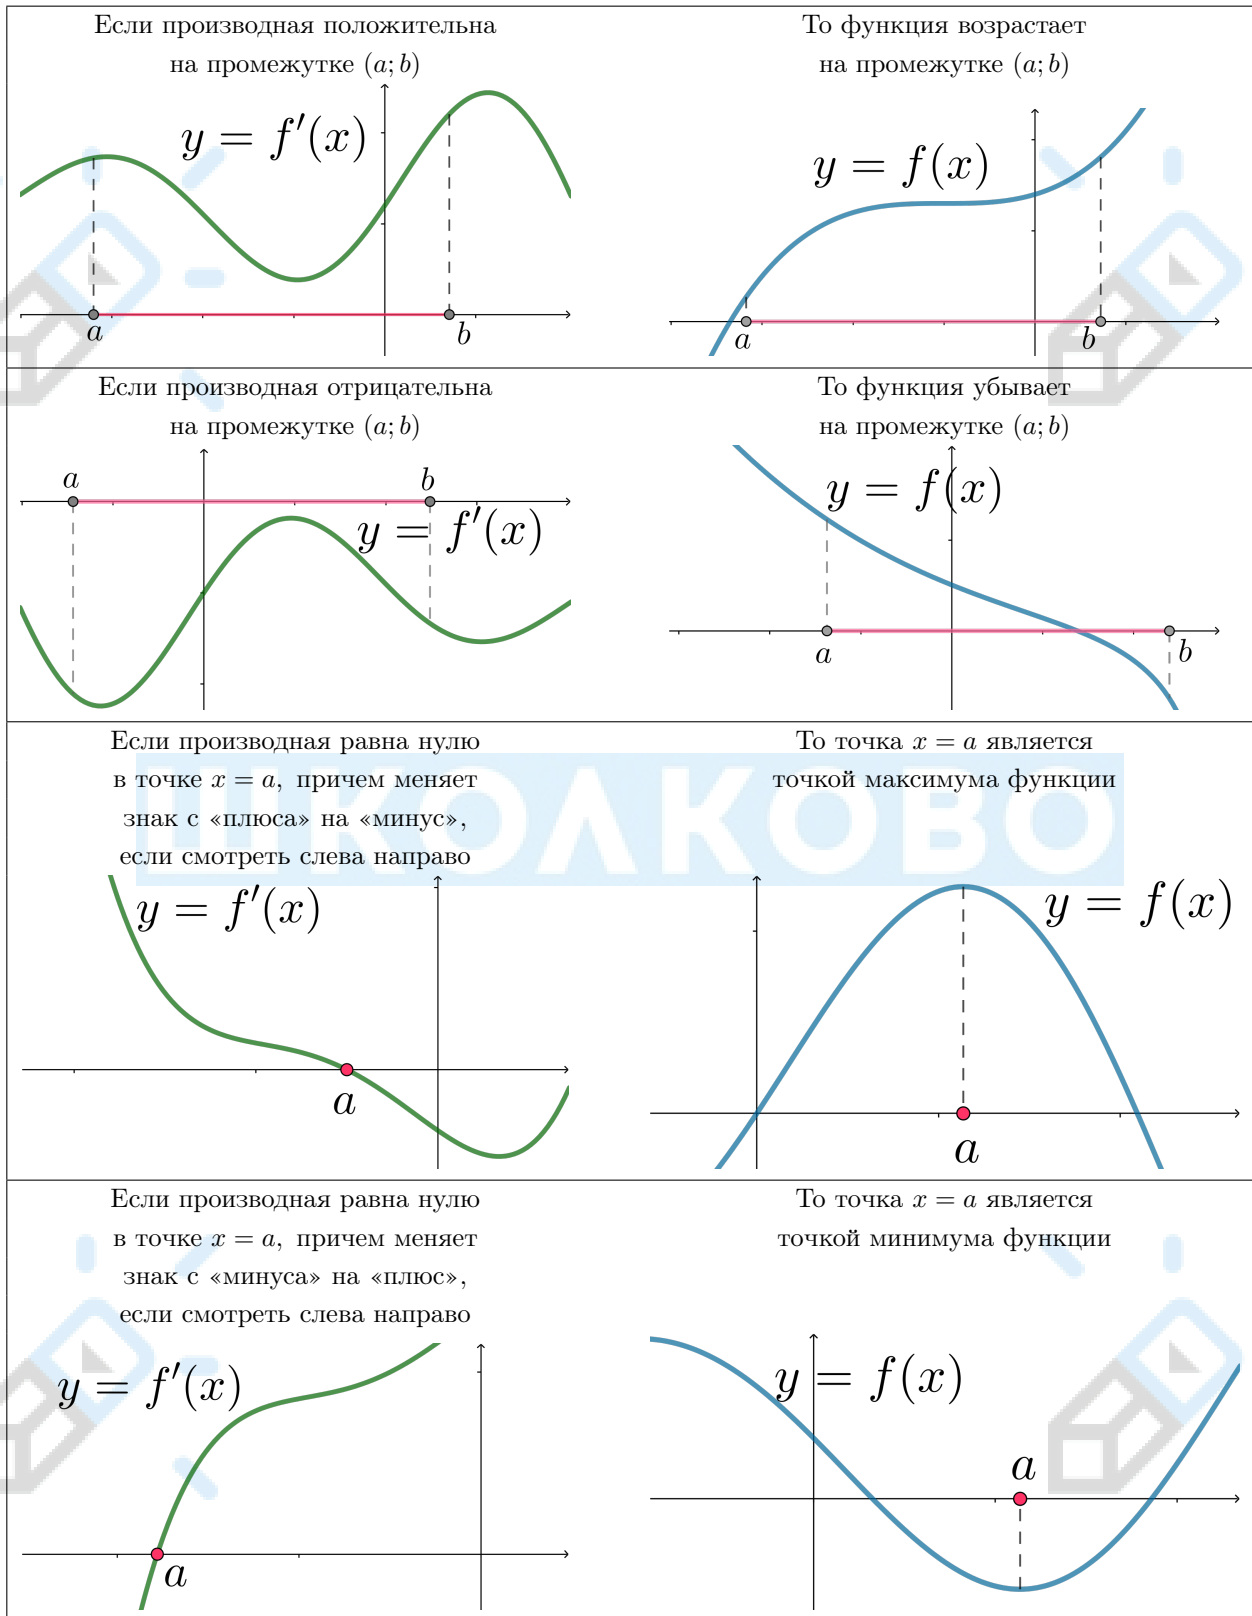 Если производная положительна
на промежутке (a; b)
y = f′(x)
a
b
То функция возрастает
на промежутке (a; b)
y = f(x)
a
b
Если производная отрицательна
на промежутке (a; b)
a
b
y = f′(x)
То функция убывает
на промежутке (a; b)
y = f(x)
a
b
Если производная равна нулю
в точке x = a, причем меняет
знак с «плюса» на «минус»,
если смотреть слева направо
y = f′(x)
a
То точка x = a является
точкой максимума функции
y = f(x)
a
ШКОЛКОВО
Если производная равна нулю
в точке x = a, причем меняет
знак с «минуса» на «плюс»,
если смотреть слева направо
y = f′(x)
a
То точка x = a является
точкой минимума функции
y = f(x)
a